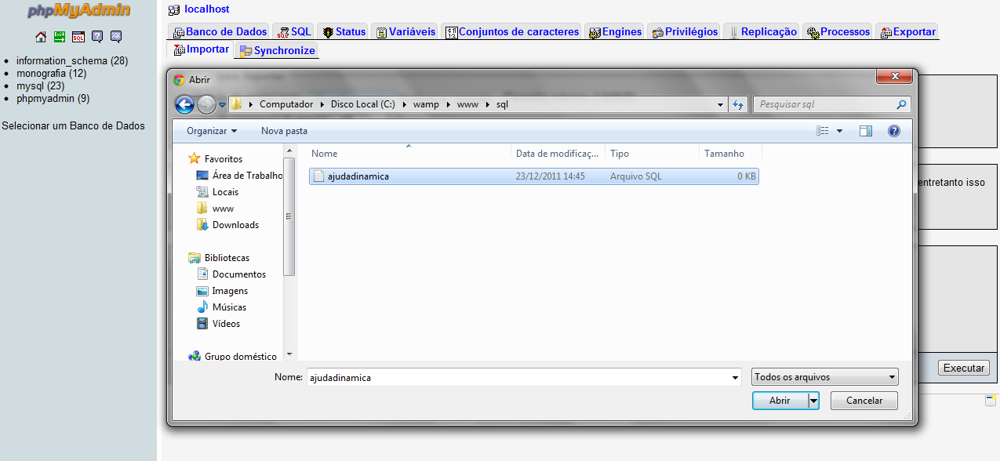 phpMyAdmin
information_schema (28)
monografia (12)
mysql (23)
phpmyadmin (9)
Selecionar um Banco de Dados
localhost
Banco de Dados SQL Status Variáveis Conjuntos de caracteres Engines Privilégios Replicação Processos Exportar
Importar Synchronize
Abrir
Computador Disco Local (C:) wamp www sql Pesquisar sql
Organizar Nova pasta
Favoritos
Área de Trabalho
Locais
www
Downloads
Bibliotecas
Documentos
Imagens
Músicas
Vídeos
Grupo doméstico
Nome Data de modificaç... Tipo Tamanho
ajudadinamica 23/12/2011 14:45 Arquivo SQL 0 KB
Nome: ajudadinamica Todos os arquivos
Abrir Cancelar
entretanto isso
Executar